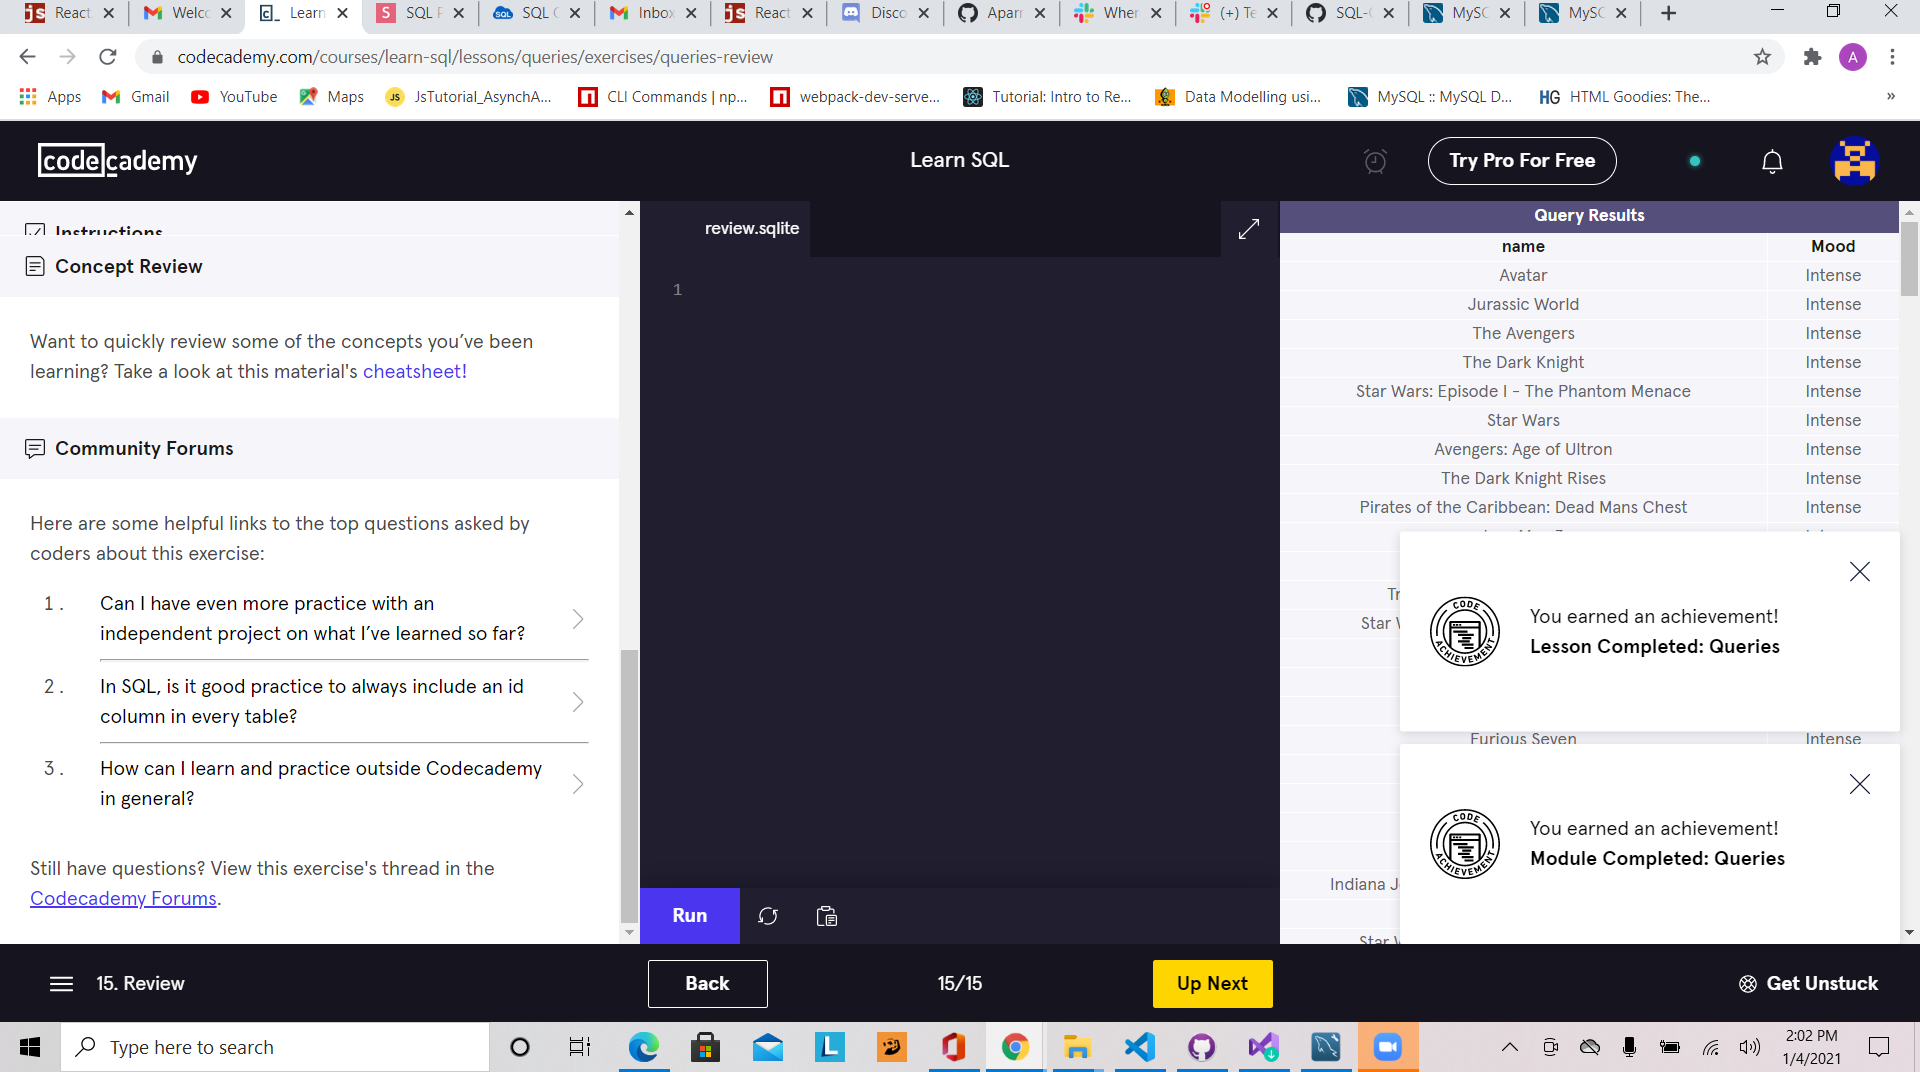 React
Welcc
Learn
SQL F
SQL C
Inbox
React
Disco
Aparn
Wher
(+) Te
SQL-C
MySC
MySC
codecademy.com/courses/learn-sql/lessons/queries/exercises/queries-review
A
Apps
Gmail
YouTube
Maps
JsTutorial_AsynchA...
CLI Commands | np...
webpack-dev-serve...
Tutorial: Intro to Re...
Data Modelling usi...
MySQL :: MySQL D...
HG HTML Goodies: The...
codecademy
Learn SQL
Try Pro For Free
Instructions
Concept Review
Want to quickly review some of the concepts you’ve been
learning? Take a look at this material's cheatsheet!
Community Forums
Here are some helpful links to the top questions asked by
coders about this exercise:
1. Can I have even more practice with an
independent project on what I’ve learned so far?
2. In SQL, is it good practice to always include an id
column in every table?
3. How can I learn and practice outside Codecademy
in general?
Still have questions? View this exercise's thread in the
Codecademy Forums.
review.sqlite
1
Run
Query Results
name Mood
Avatar Intense
Jurassic World Intense
The Avengers Intense
The Dark Knight Intense
Star Wars: Episode I - The Phantom Menace Intense
Star Wars Intense
Avengers: Age of Ultron Intense
The Dark Knight Rises Intense
Pirates of the Caribbean: Dead Mans Chest Intense
Tr
Star W
Furious Seven Intense
Indiana J
Star W
CODE ACHIEVEMENT
You earned an achievement!
Lesson Completed: Queries
CODE ACHIEVEMENT
You earned an achievement!
Module Completed: Queries
15. Review
Back
15/15
Up Next
Get Unstuck
Type here to search
2:02 PM
1/4/2021